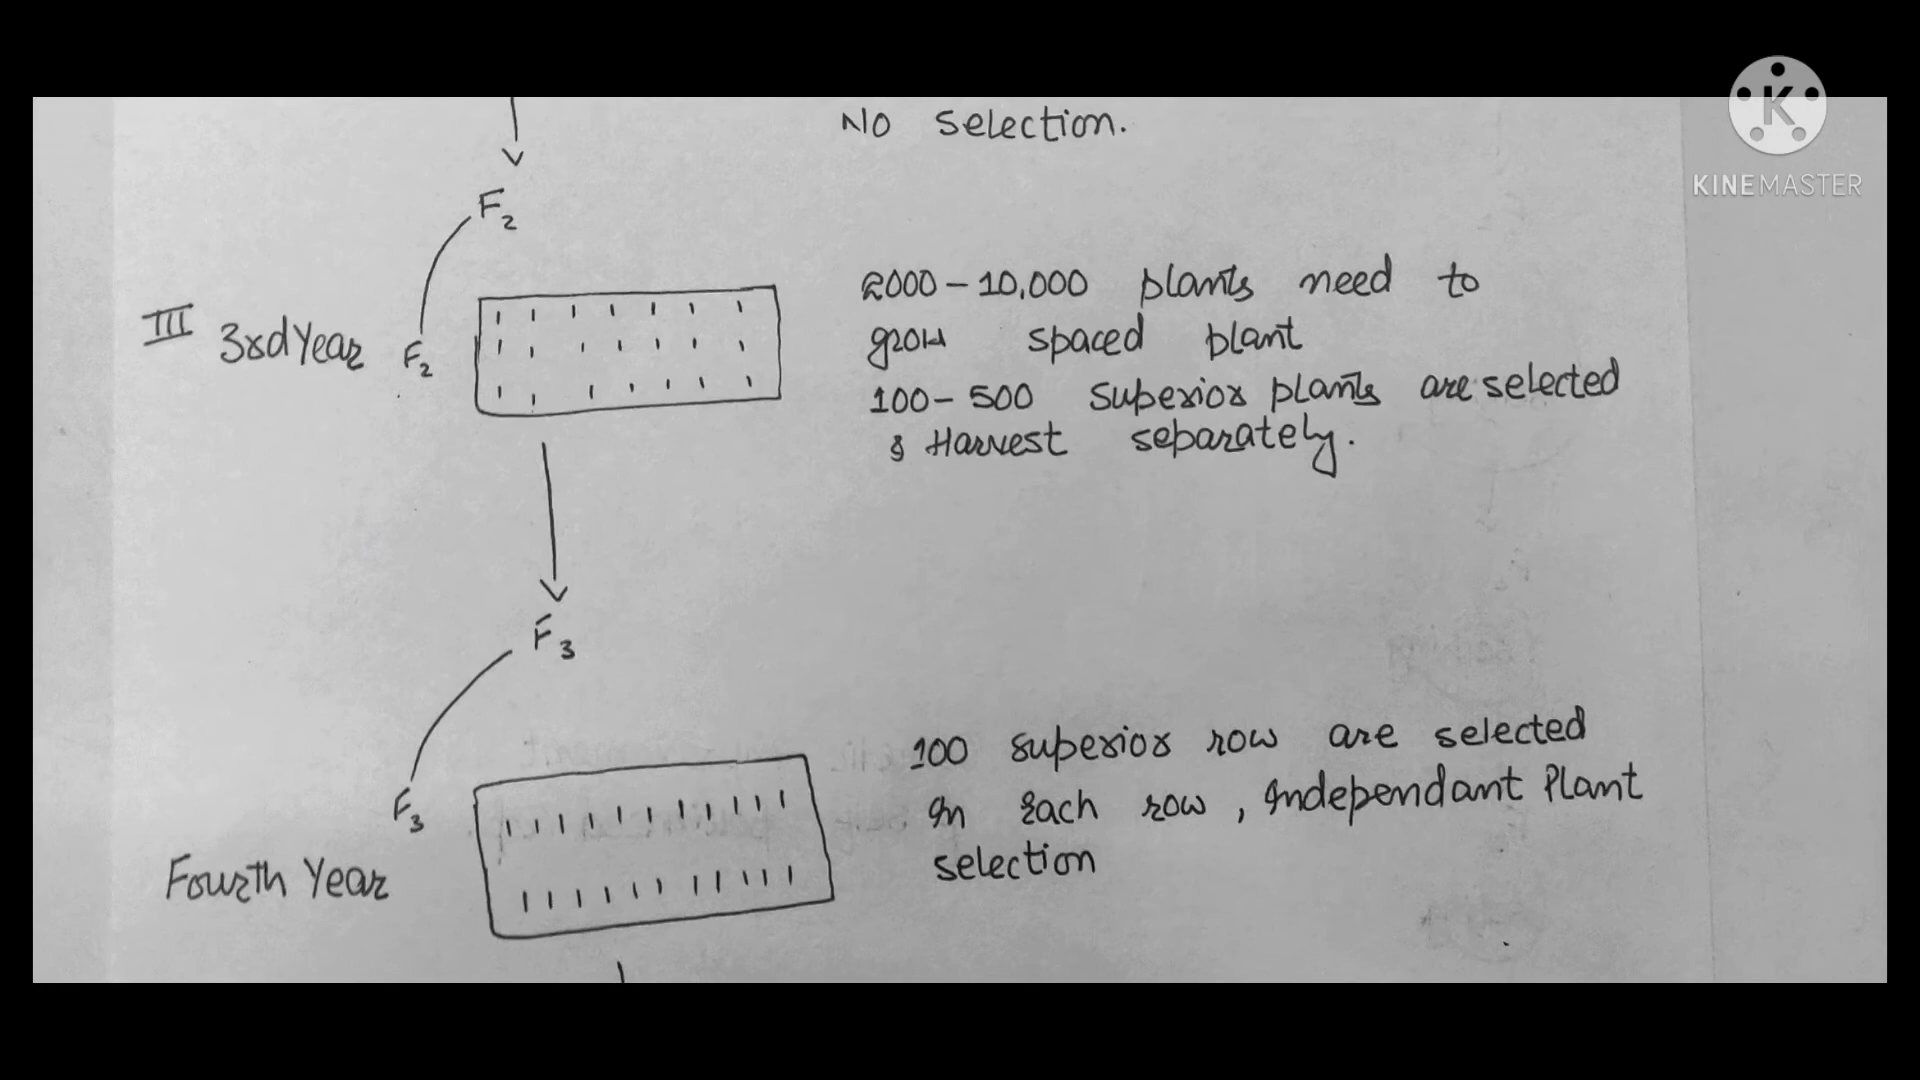 No selection.
F2
2000 - 10,000 plants need to
III 3rd Year F2
grow spaced plant
100 - 500 superior plants are selected
& Harvest separately.
F3
100 superior row are selected
F3
In Each row, Independant Plant
Fourth Year
selection
K
KINEMASTER